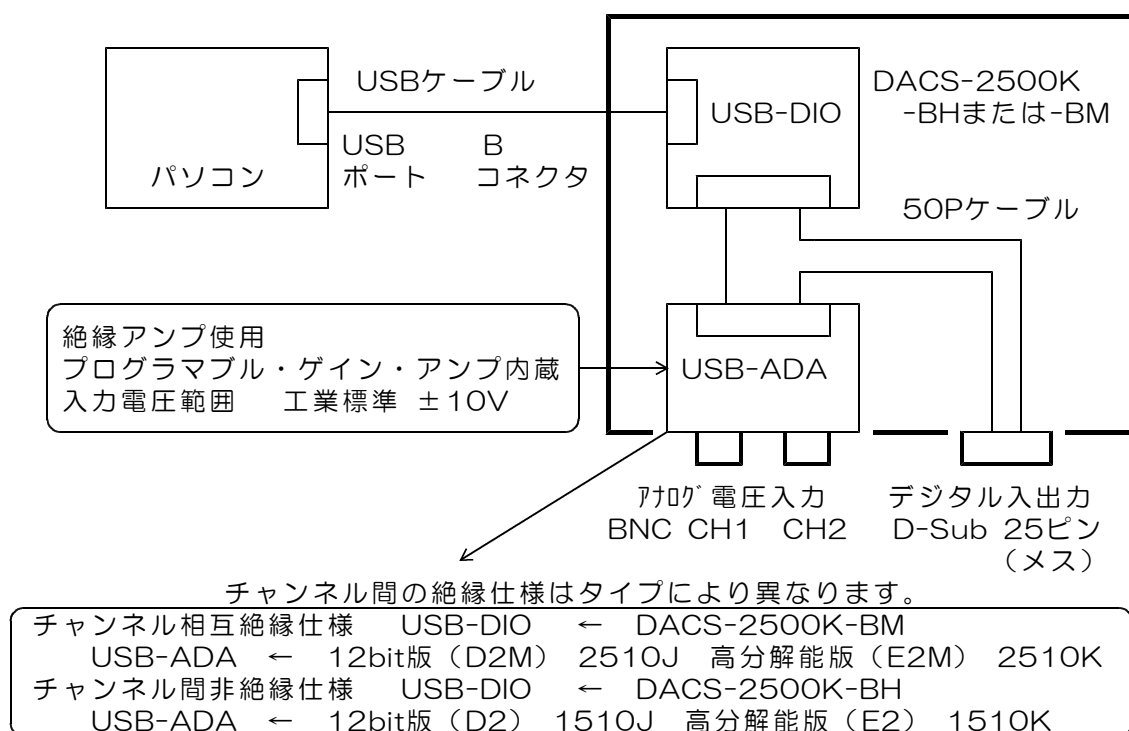 USBケーブル
USB-DIO
DACS-2500K
-BHまたは-BM
パソコン
USB B
ポート コネクタ
50Pケーブル
絶縁アンプ使用
プログラマブル・ゲイン・アンプ内蔵
入力電圧範囲 工業標準 ±10V
USB-ADA
ｱﾅﾛｸﾞ電圧入力
BNC CH1 CH2
デジタル入出力
D-Sub 25ピン
(メス)
チャンネル間の絶縁仕様はタイプにより異なります。
チャンネル相互絶縁仕様 USB-DIO ← DACS-2500K-BM
USB-ADA ← 12bit版（D2M） 2510J 高分解能版（E2M） 2510K
チャンネル間非絶縁仕様 USB-DIO ← DACS-2500K-BH
USB-ADA ← 12bit版（D2） 1510J 高分解能版（E2） 1510K